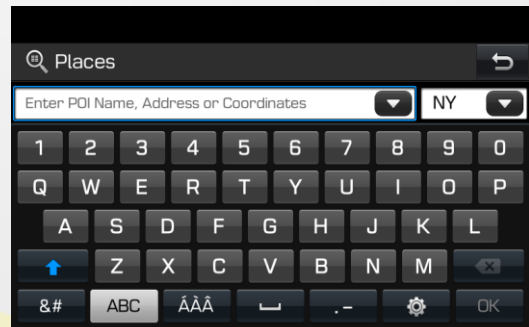 Places
Enter POI Name, Address or Coordinates NY
1 2 3 4 5 6 7 8 9 0
Q W E R T Y U I O P
A S D F G H J K L
Z X C V B N M
&# ABC ÁÀÂ . – OK